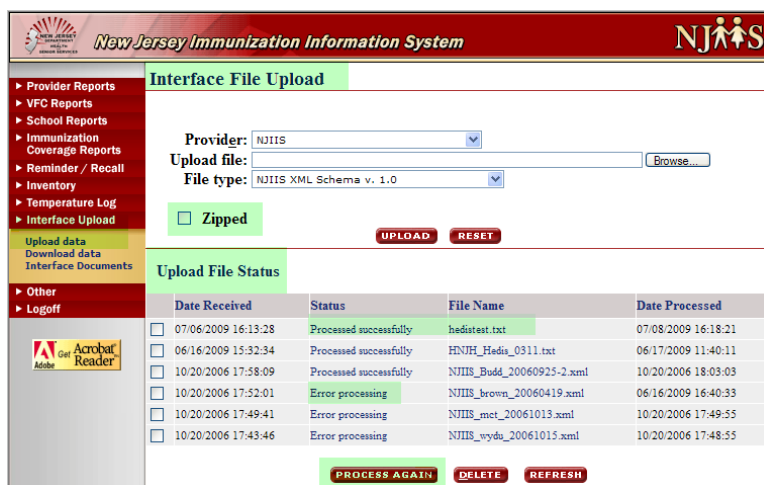 NEW JERSEY
DEPARTMENT
HEALTH
SENIOR SERVICES
New Jersey Immunization Information System
NJIIS
Provider Reports
VFC Reports
School Reports
Immunization
Coverage Reports
Reminder / Recall
Inventory
Temperature Log
Interface Upload
Upload data
Download data
Interface Documents
Other
Logoff
Get Acrobat
Reader
Adobe
Interface File Upload
Provider: NJIIS
Upload file: Browse...
File type: NJIIS XML Schema v. 1.0
Zipped
UPLOAD RESET
Upload File Status
Date Received Status File Name Date Processed
07/06/2009 16:13:28 Processed successfully hedistest.txt 07/08/2009 16:18:21
06/16/2009 15:32:34 Processed successfully HNJH_Hedis_0311.txt 06/17/2009 11:40:11
10/20/2006 17:58:09 Processed successfully NJIIS_Budd_20060925-2.xml 10/20/2006 18:03:03
10/20/2006 17:52:01 Error processing NJIIS_brown_20060419.xml 06/16/2009 16:40:33
10/20/2006 17:49:41 Error processing NJIIS_mct_20061013.xml 10/20/2006 17:49:55
10/20/2006 17:43:46 Error processing NJIIS_wydu_20061015.xml 10/20/2006 17:48:55
PROCESS AGAIN DELETE REFRESH